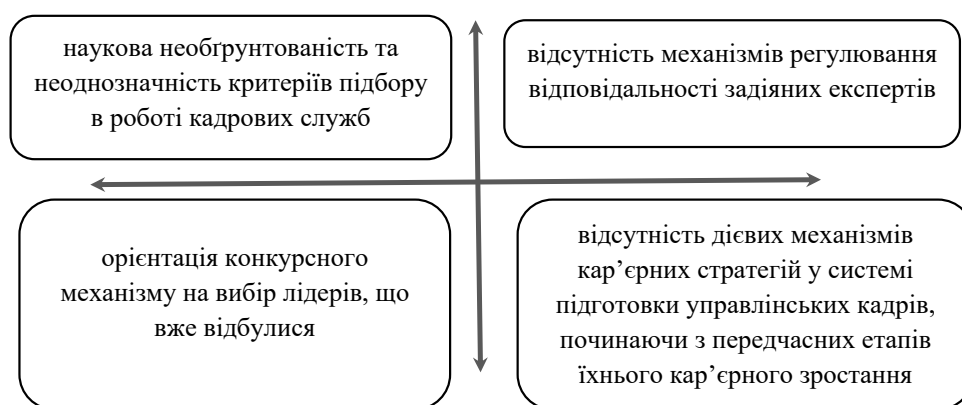 наукова необґрунтованість та
неоднозначність критеріїв підбору
в роботі кадрових служб
відсутність механізмів регулювання
відповідальності задіяних експертів
орієнтація конкурсного
механізму на вибір лідерів, що
вже відбулися
відсутність дієвих механізмів
кар’єрних стратегій у системі
підготовки управлінських кадрів,
починаючи з передчасних етапів
їхнього кар’єрного зростання